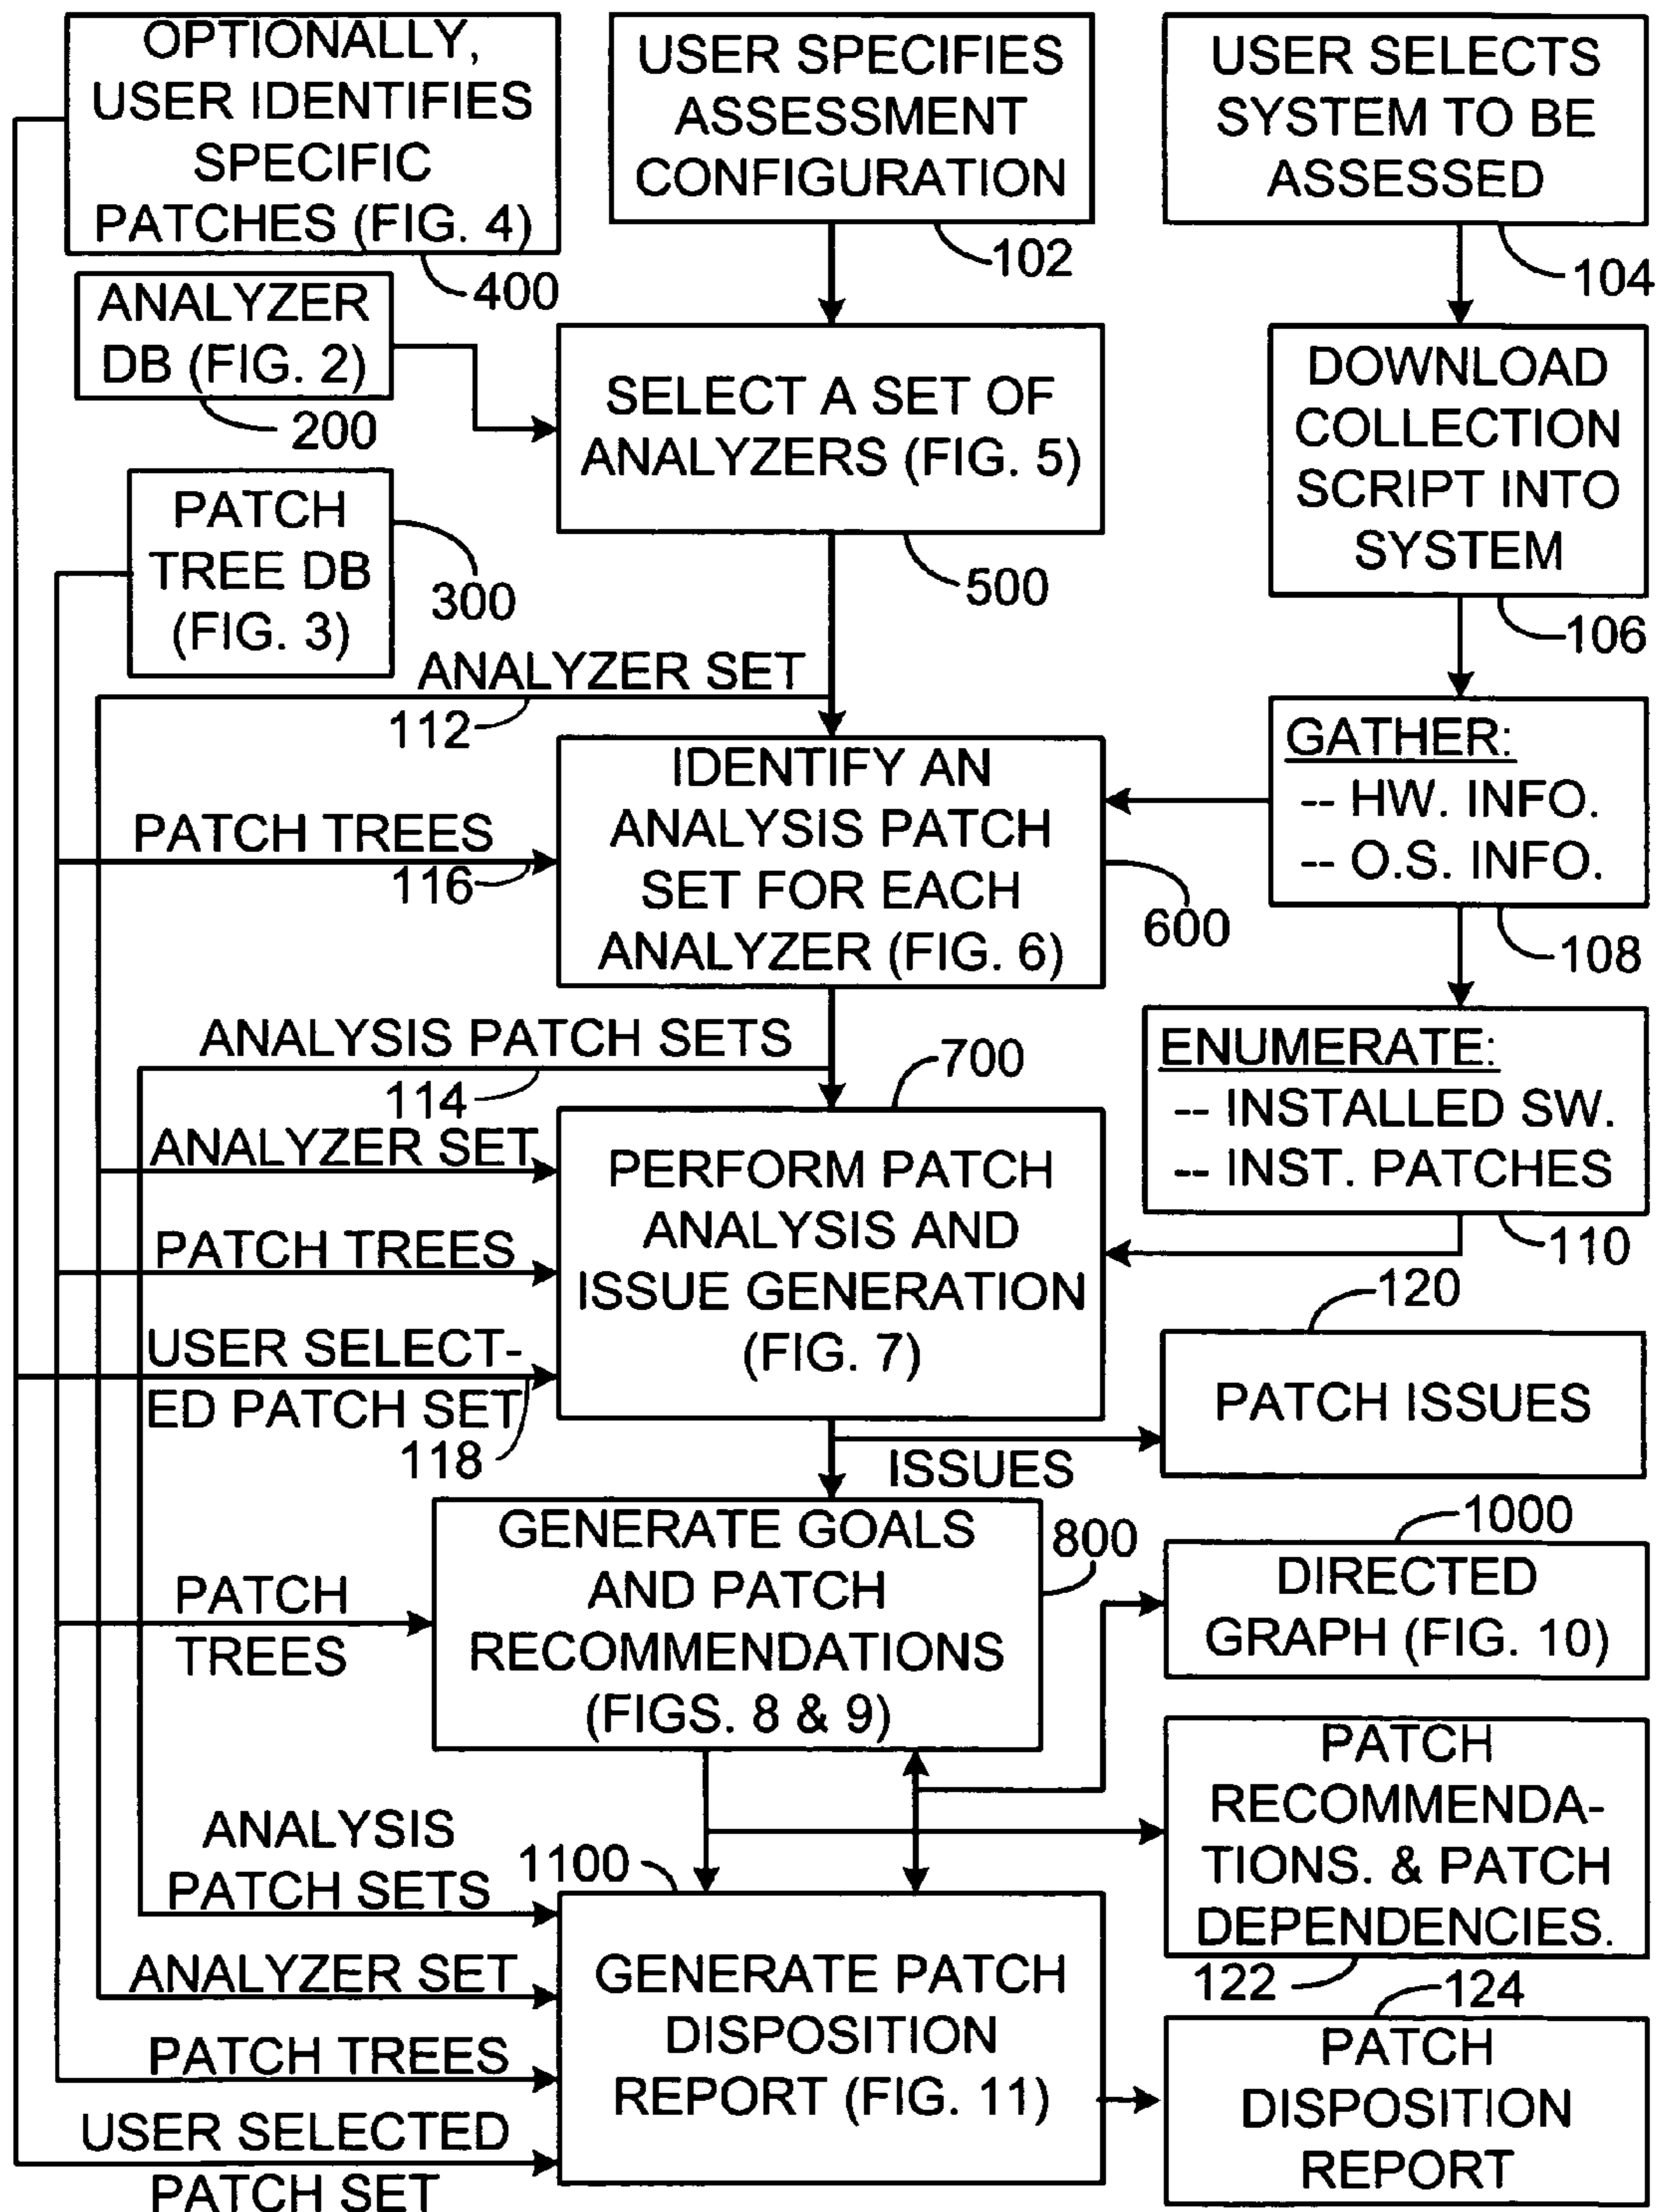 OPTIONALLY,
USER IDENTIFIES
SPECIFIC
PATCHES (FIG. 4)
400
USER SPECIFIES
ASSESSMENT
CONFIGURATION
102
USER SELECTS
SYSTEM TO BE
ASSESSED
104
ANALYZER
DB (FIG. 2)
200
SELECT A SET OF
ANALYZERS (FIG. 5)
500
DOWNLOAD
COLLECTION
SCRIPT INTO
SYSTEM
106
PATCH
TREE DB
(FIG. 3)
300
ANALYZER SET
112
GATHER:
-- HW. INFO.
-- O.S. INFO.
108
IDENTIFY AN
ANALYSIS PATCH
SET FOR EACH
ANALYZER (FIG. 6)
600
PATCH TREES
116
ANALYSIS PATCH SETS
114
700
ENUMERATE:
-- INSTALLED SW.
-- INST. PATCHES
110
ANALYZER SET
PATCH TREES
USER SELECT-
ED PATCH SET
118
PERFORM PATCH
ANALYSIS AND
ISSUE GENERATION
(FIG. 7)
120
PATCH ISSUES
ISSUES
GENERATE GOALS
AND PATCH
RECOMMENDATIONS
(FIGS. 8 & 9)
800
PATCH
TREES
1000
DIRECTED
GRAPH (FIG. 10)
PATCH
RECOMMENDA-
TIONS. & PATCH
DEPENDENCIES.
122
ANALYSIS
PATCH SETS
1100
ANALYZER SET
PATCH TREES
USER SELECTED
PATCH SET
GENERATE PATCH
DISPOSITION
REPORT (FIG. 11)
124
PATCH
DISPOSITION
REPORT